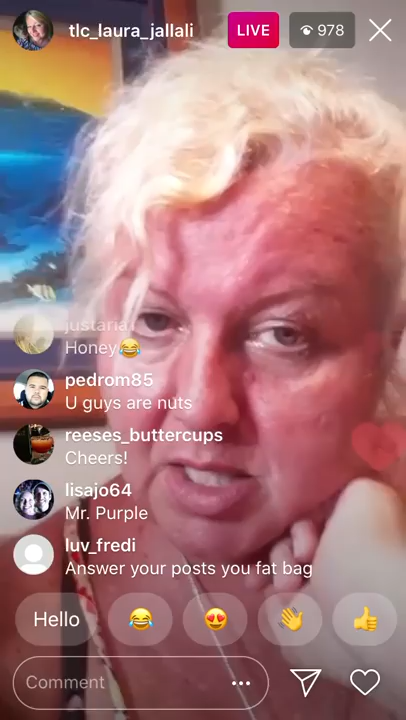 tlc_laura_jallali
LIVE
978
justaria1
Honey😂
pedrom85
U guys are nuts
reeses_buttercups
Cheers!
lisajo64
Mr. Purple
luv_fredi
Answer your posts you fat bag
Hello
Comment